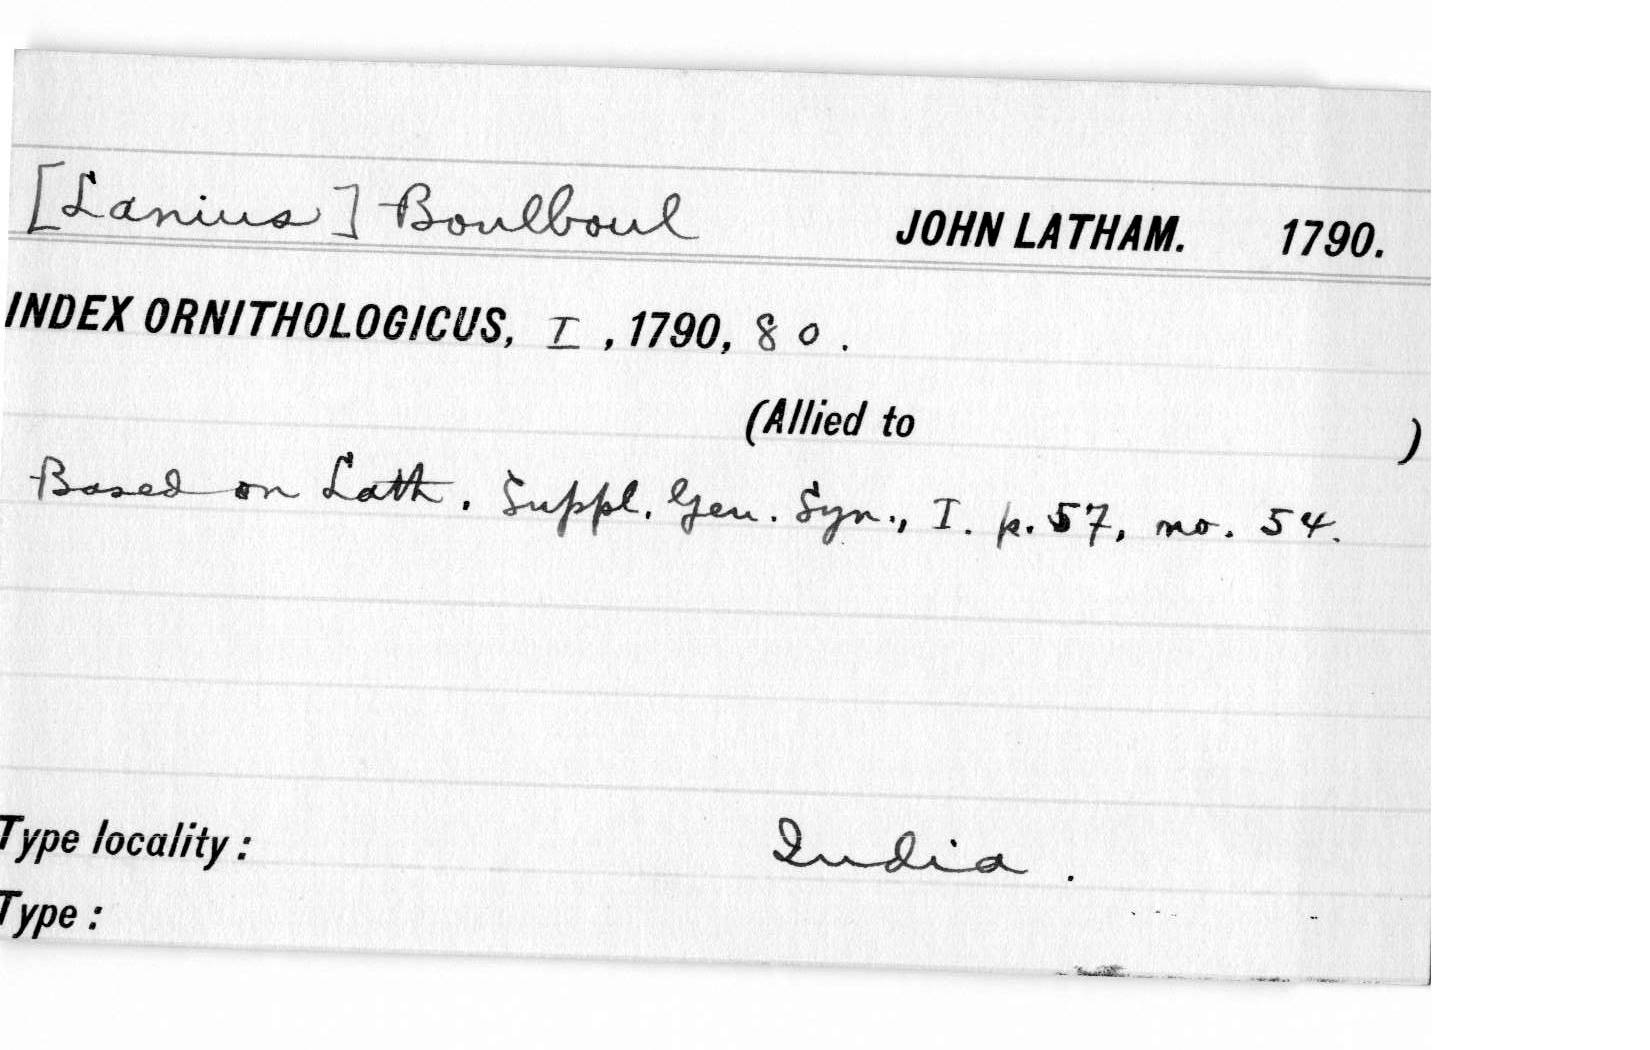 [Lanius] Boulboul JOHN LATHAM. 1790.
INDEX ORNITHOLOGICUS, I, 1790, 80.
(Allied to )
Based on Lath. Suppl. Gen. Syn., I. p. 57, no. 54.
Type locality: India.
Type: